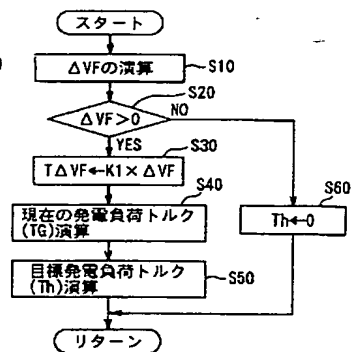 スタート
ΔVFの演算
S10
S20
ΔVF>0
NO
YES
S30
TΔVF←K1×ΔVF
S40
現在の発電負荷トルク
(TG)演算
S60
Th←0
目標発電負荷トルク
(Th)演算
S50
リターン